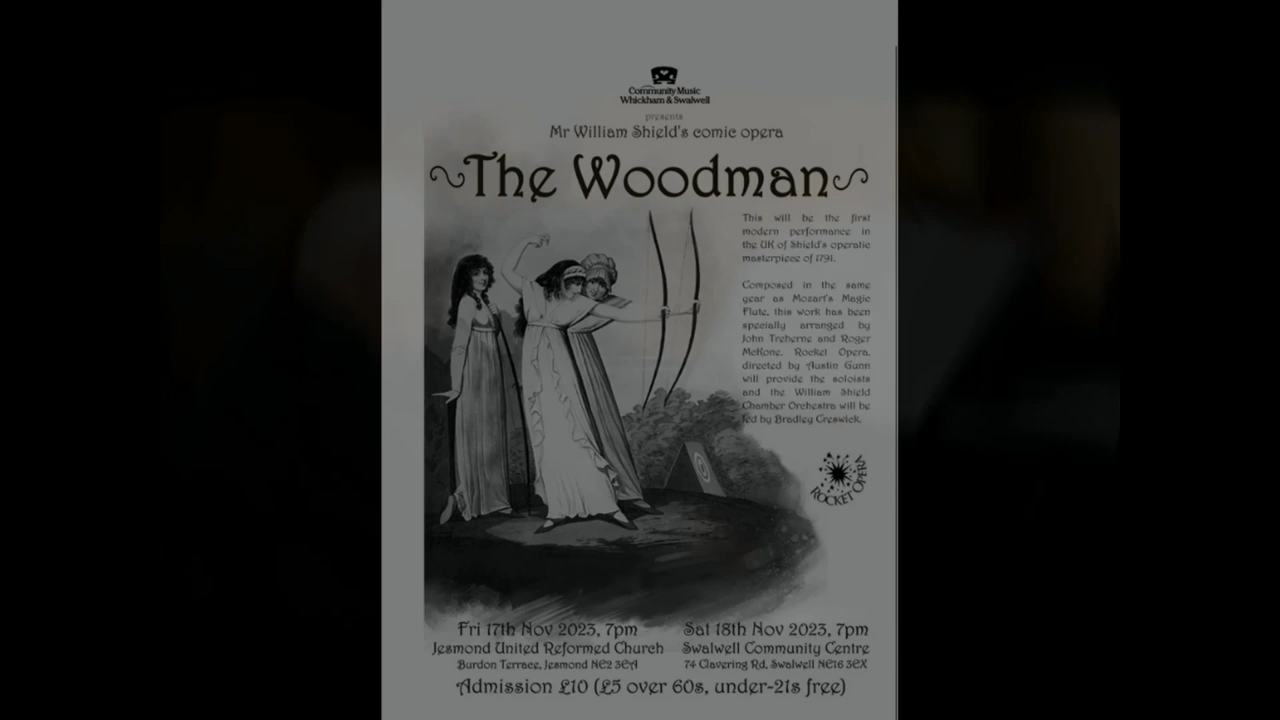 Community Music
Whickham & Swalwell
presents
Mr William Shield's comic opera
The Woodman
This will be the first
modern performance in
the UK of Shield's operatic
masterpiece of 1791.
Composed in the same
year as Mozart's Magic
Flute, this work has been
specially arranged by
John Treherne and Roger
McKone. Rocket Opera,
directed by Austin Gunn
will provide the soloists
and the William Shield
Chamber Orchestra will be
led by Bradley Creswick.
ROCKET OPERA
Fri 17th Nov 2023, 7pm
Jesmond United Reformed Church
Burdon Terrace, Jesmond NE2 3EA
Sat 18th Nov 2023, 7pm
Swalwell Community Centre
74 Clavering Rd, Swalwell NE16 3EX
Admission £10 (£5 over 60s, under-21s free)